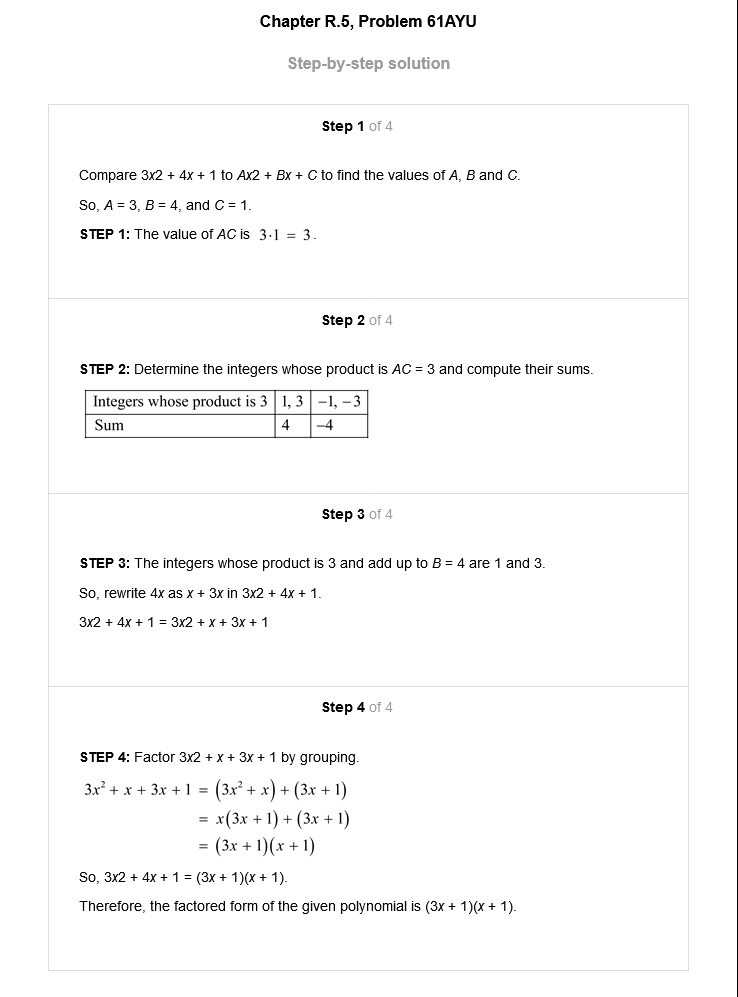 Chapter R.5, Problem 61AYU
Step-by-step solution
Step 1 of 4
Compare 3x2 + 4x + 1 to Ax2 + Bx + C to find the values of A, B and C.
So, A = 3, B = 4, and C = 1.
STEP 1: The value of AC is 3·1 = 3.
Step 2 of 4
STEP 2: Determine the integers whose product is AC = 3 and compute their sums.
Integers whose product is 3 1, 3 −1, −3
Sum 4 −4
Step 3 of 4
STEP 3: The integers whose product is 3 and add up to B = 4 are 1 and 3.
So, rewrite 4x as x + 3x in 3x2 + 4x + 1.
3x2 + 4x + 1 = 3x2 + x + 3x + 1
Step 4 of 4
STEP 4: Factor 3x2 + x + 3x + 1 by grouping.
3x² + x + 3x + 1 = (3x² + x) + (3x + 1)
= x(3x + 1) + (3x + 1)
= (3x + 1)(x + 1)
So, 3x2 + 4x + 1 = (3x + 1)(x + 1).
Therefore, the factored form of the given polynomial is (3x + 1)(x + 1).